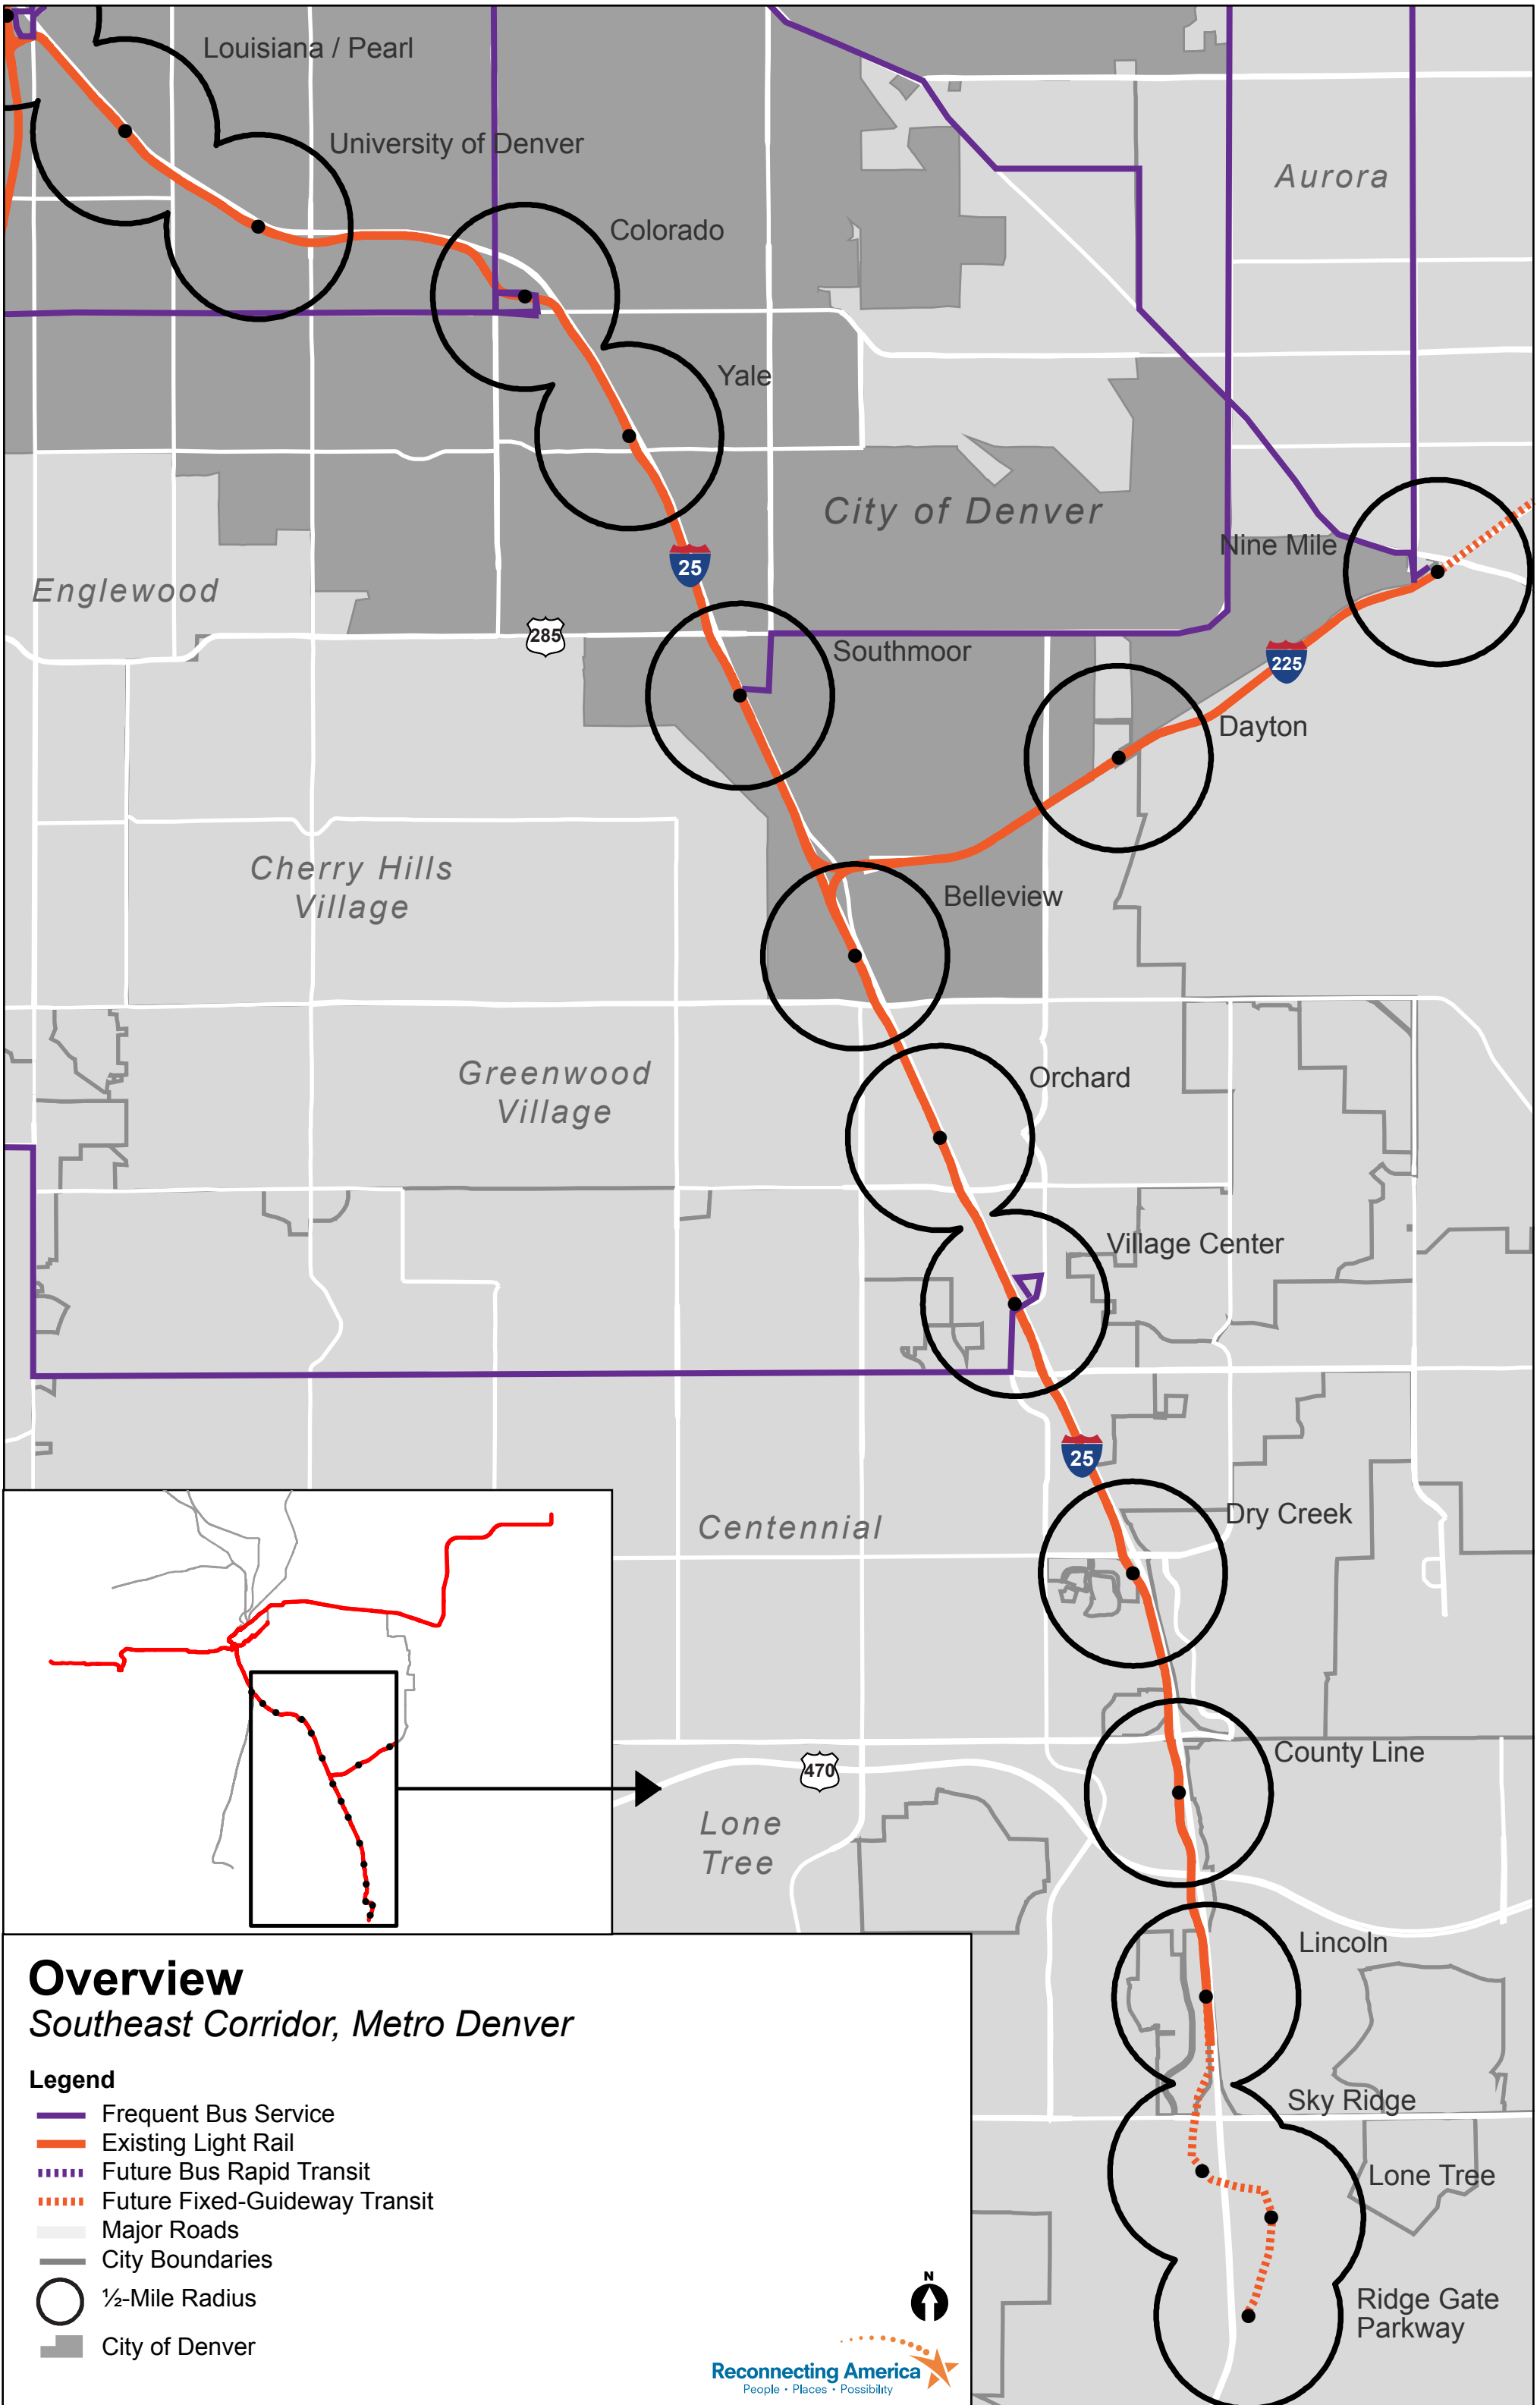 Louisiana / Pearl
University of Denver
Aurora
Colorado
Yale
City of Denver
Nine Mile
25
Englewood
285
Southmoor
225
Dayton
Cherry Hills
Village
Belleview
Greenwood
Village
Orchard
Village Center
25
Centennial
Dry Creek
County Line
470
Lone
Tree
Lincoln
Sky Ridge
Lone Tree
Ridge Gate
Parkway
Overview
Southeast Corridor, Metro Denver
Legend
Frequent Bus Service
Existing Light Rail
Future Bus Rapid Transit
Future Fixed-Guideway Transit
Major Roads
City Boundaries
½-Mile Radius
City of Denver
N
Reconnecting America
People • Places • Possibility